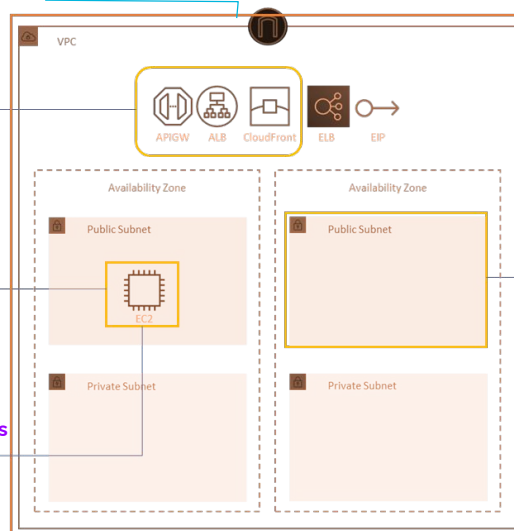 VPC
APIGW ALB CloudFront ELB EIP
Availability Zone Availability Zone
Public Subnet Public Subnet
EC2
Private Subnet Private Subnet
s